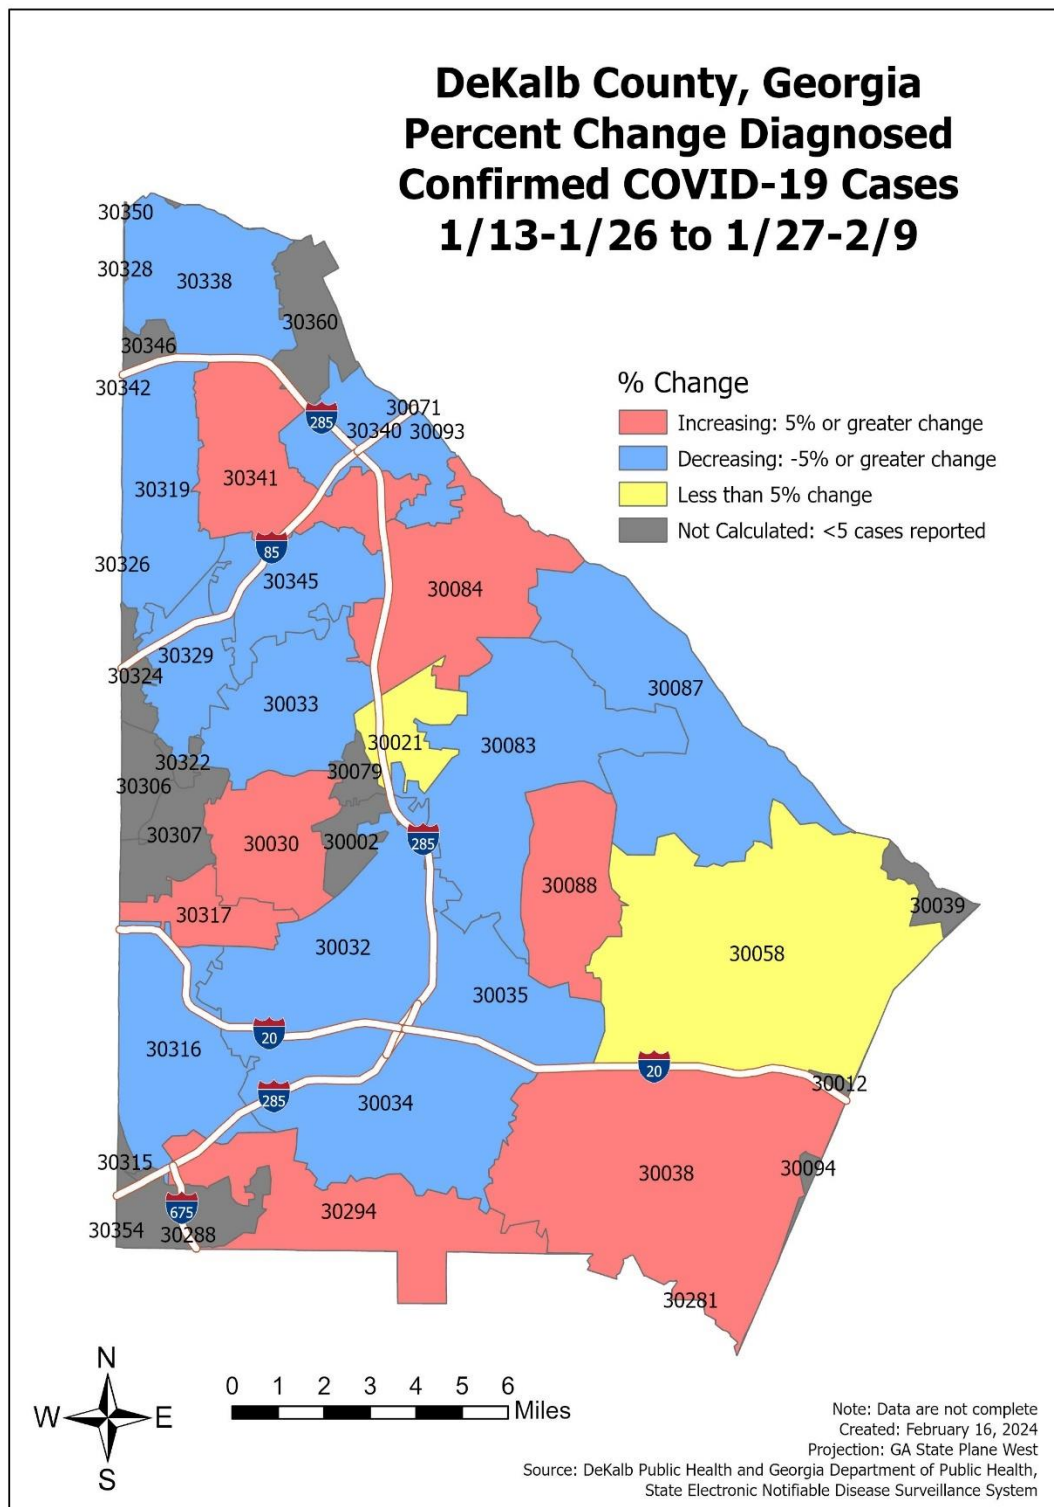 DeKalb County, Georgia
Percent Change Diagnosed
Confirmed COVID-19 Cases
1/13-1/26 to 1/27-2/9
30350
30328
30338
30360
30346
30342
% Change
Increasing: 5% or greater change
Decreasing: -5% or greater change
Less than 5% change
Not Calculated: <5 cases reported
285
30071
30340
30093
30341
30319
85
30326
30345
30084
30329
30324
30087
30033
30021
30083
30322
30079
30306
30307
30030
30002
285
30088
30317
30039
30032
30058
30035
20
30316
20
30012
285
30034
30315
30094
30038
675
30294
30354
30288
30281
N
W
E
S
0 1 2 3 4 5 6
Miles
Note: Data are not complete
Created: February 16, 2024
Projection: GA State Plane West
Source: DeKalb Public Health and Georgia Department of Public Health,
State Electronic Notifiable Disease Surveillance System